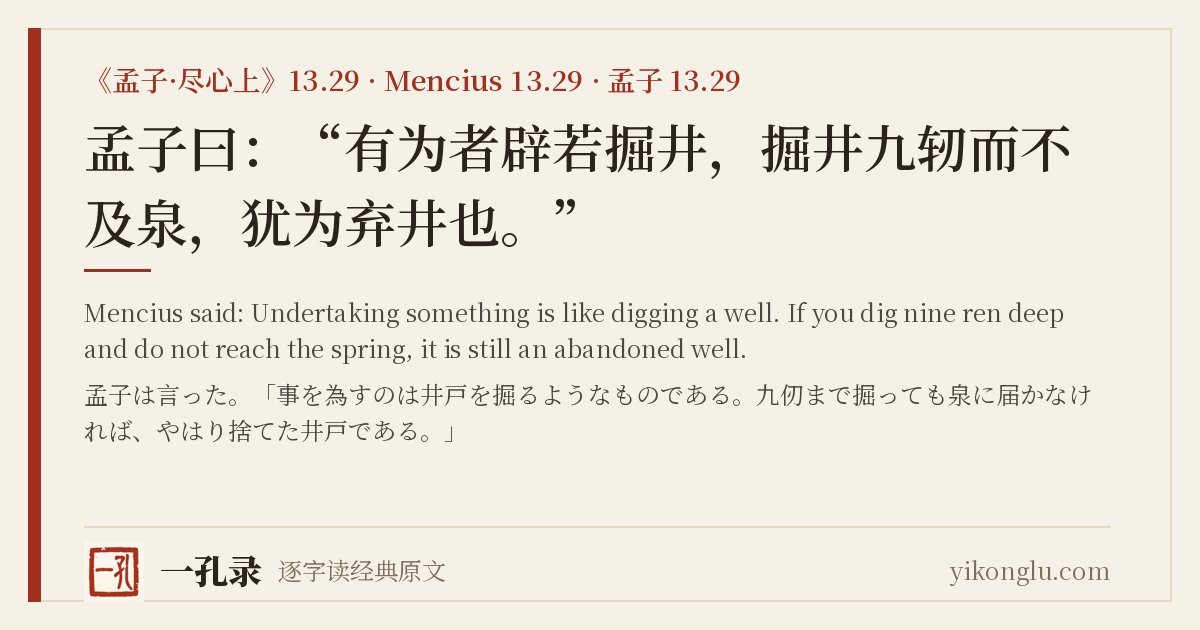 《孟子·尽心上》13.29 · Mencius 13.29 · 孟子 13.29
孟子曰：“有为者辟若掘井，掘井九轫而不
及泉，犹为弃井也。”
Mencius said: Undertaking something is like digging a well. If you dig nine ren deep
and do not reach the spring, it is still an abandoned well.
孟子は言った。「事を為すのは井戸を掘るようなものである。九仞まで掘っても泉に届かなけ
れば、やはり捨てた井戸である。」
一孔
一孔录 逐字读经典原文 yikonglu.com